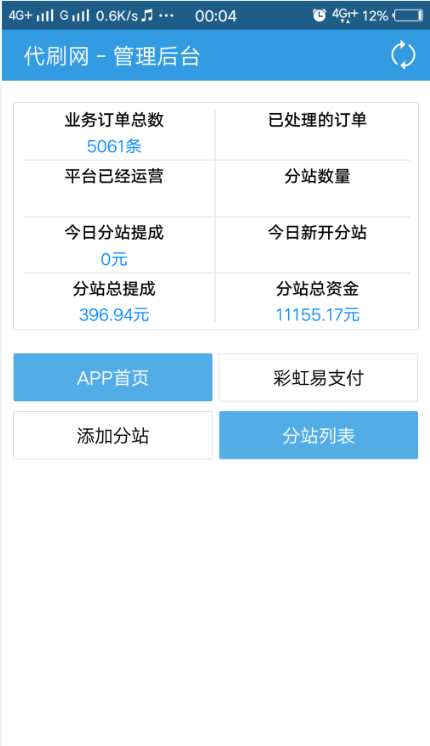 4G+ G 0.6K/s ··· 00:04 4G+ 12%
代刷网 - 管理后台
业务订单总数 已处理的订单
5061条
平台已经运营 分站数量
今日分站提成 今日新开分站
0元
分站总提成 分站总资金
396.94元 11155.17元
APP首页 彩虹易支付
添加分站 分站列表